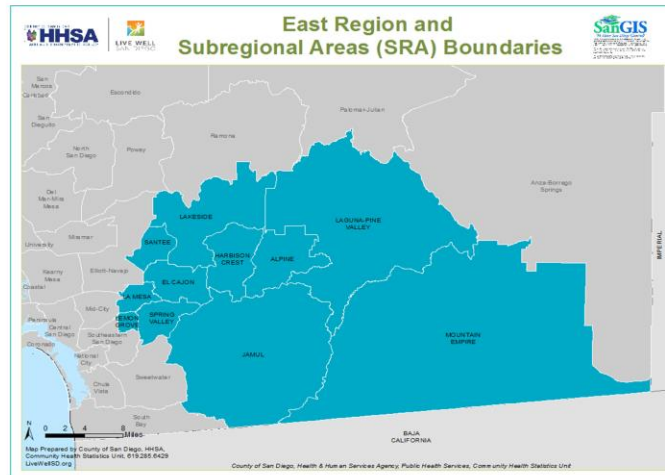 HHSA
LIVE WELL
SAN DIEGO
East Region and
Subregional Areas (SRA) Boundaries
SanGIS
San
Marcos
Carlsbad
Escondido
Palomar-Julian
San
Dieguito
Ramona
North
San Diego
Poway
Anza-Borrego
Springs
Del
Mar-Mira
Mesa
LAKESIDE
LAGUNA-PINE
VALLEY
IMPERIAL
University
Miramar
SANTEE
HARBISON
CREST
ALPINE
Elliott-Navajo
Kearny
Mesa
EL CAJON
Coastal
LA MESA
Mid-City
LEMON
GROVE
SPRING
VALLEY
Peninsula
Central
San Diego
Southeastern
San Diego
Coronado
MOUNTAIN
EMPIRE
JAMUL
National
City
Sweetwater
Chula
Vista
South
Bay
N
0 2 4 8
Miles
BAJA
CALIFORNIA
Map Prepared by County of San Diego, HHSA,
Community Health Statistics Unit, 619.285.6429
LiveWellSD.org
County of San Diego, Health & Human Services Agency, Public Health Services, Community Health Statistics Unit